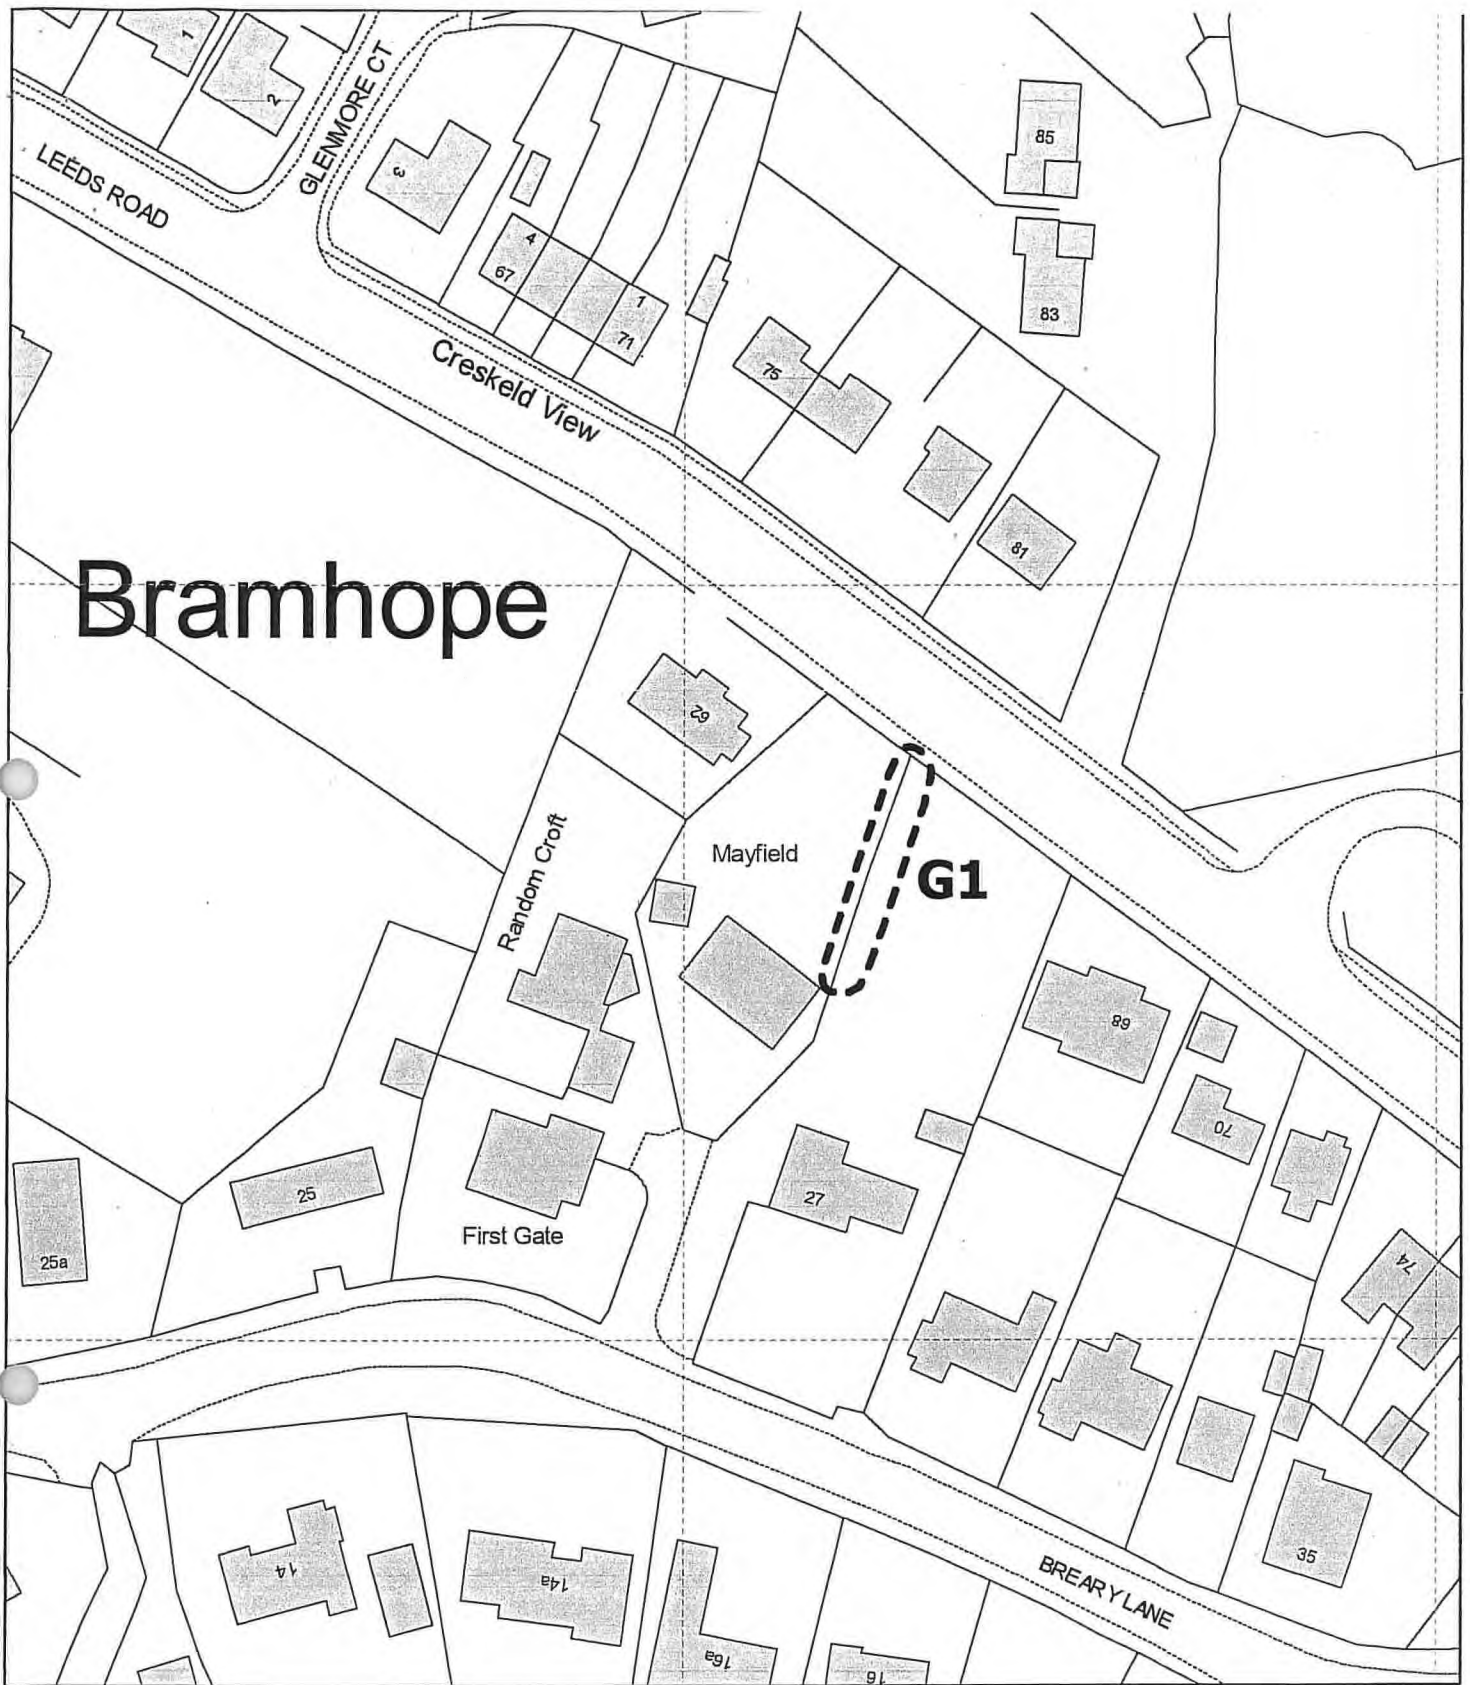 1
2
GLENMORE CT
LEEDS ROAD
3
4
67
1
71
85
83
Creskeld View
75
81
Bramhope
62
Mayfield
G1
Random Croft
68
70
27
25
First Gate
25a
74
14
14a
16a
16
35
BREARY LANE